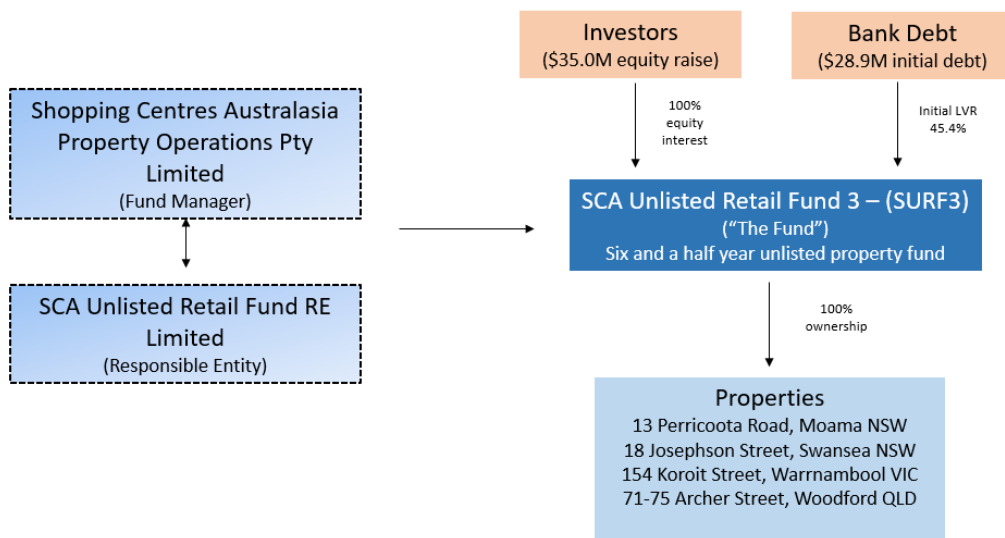 Investors
($35.0M equity raise)
Bank Debt
($28.9M initial debt)
100%
equity
interest
Initial LVR
45.4%
Shopping Centres Australasia
Property Operations Pty
Limited
(Fund Manager)
SCA Unlisted Retail Fund RE
Limited
(Responsible Entity)
SCA Unlisted Retail Fund 3 – (SURF3)
(“The Fund”)
Six and a half year unlisted property fund
100%
ownership
Properties
13 Perricoota Road, Moama NSW
18 Josephson Street, Swansea NSW
154 Koroit Street, Warrnambool VIC
71-75 Archer Street, Woodford QLD